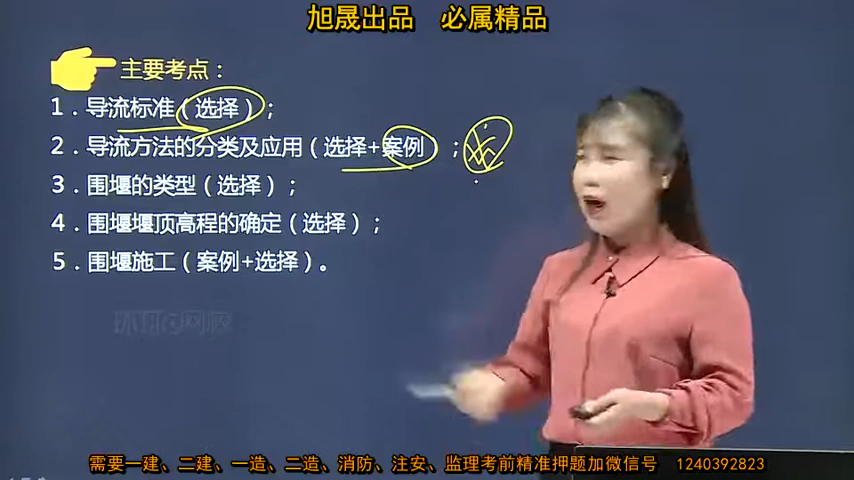 旭晟出品 必属精品
主要考点：
1．导流标准（选择）；
2．导流方法的分类及应用（选择+案例 ）；
3．围堰的类型（选择）；
4．围堰堰顶高程的确定（选择）；
5．围堰施工（案例+选择）。
需要一建、二建、一造、二造、消防、注安、监理考前精准押题加微信号 1240392823